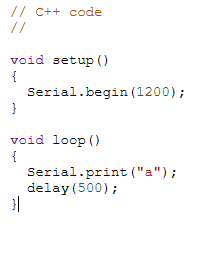 // C++ code
//
void setup()
{
Serial.begin(1200);
}
void loop()
{
Serial.print("a");
delay(500);
}